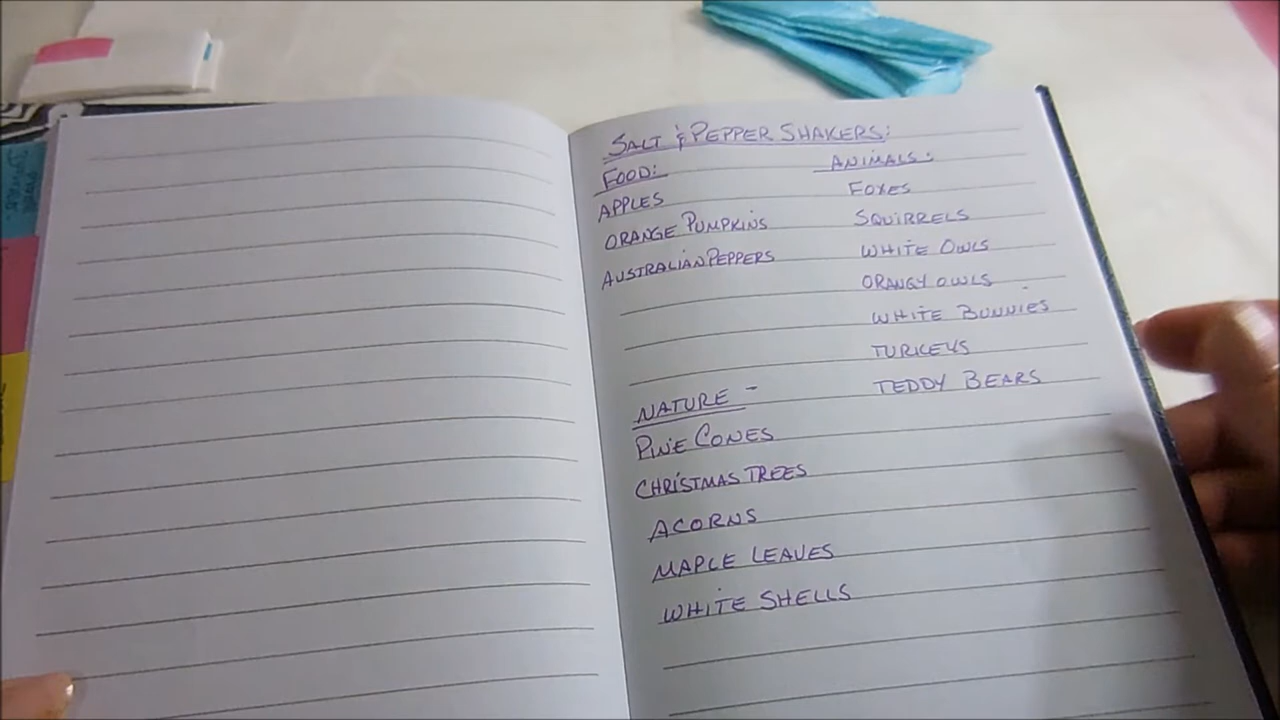 SALT & PEPPER SHAKERS:
FOOD:
APPLES
ORANGE PUMPKINS
AUSTRALIAN PEPPERS
ANIMALS:
FOXES
SQUIRRELS
WHITE OWLS
ORANGY OWLS
WHITE BUNNIES
TURKEYS
TEDDY BEARS
NATURE -
PINE CONES
CHRISTMAS TREES
ACORNS
MAPLE LEAVES
WHITE SHELLS